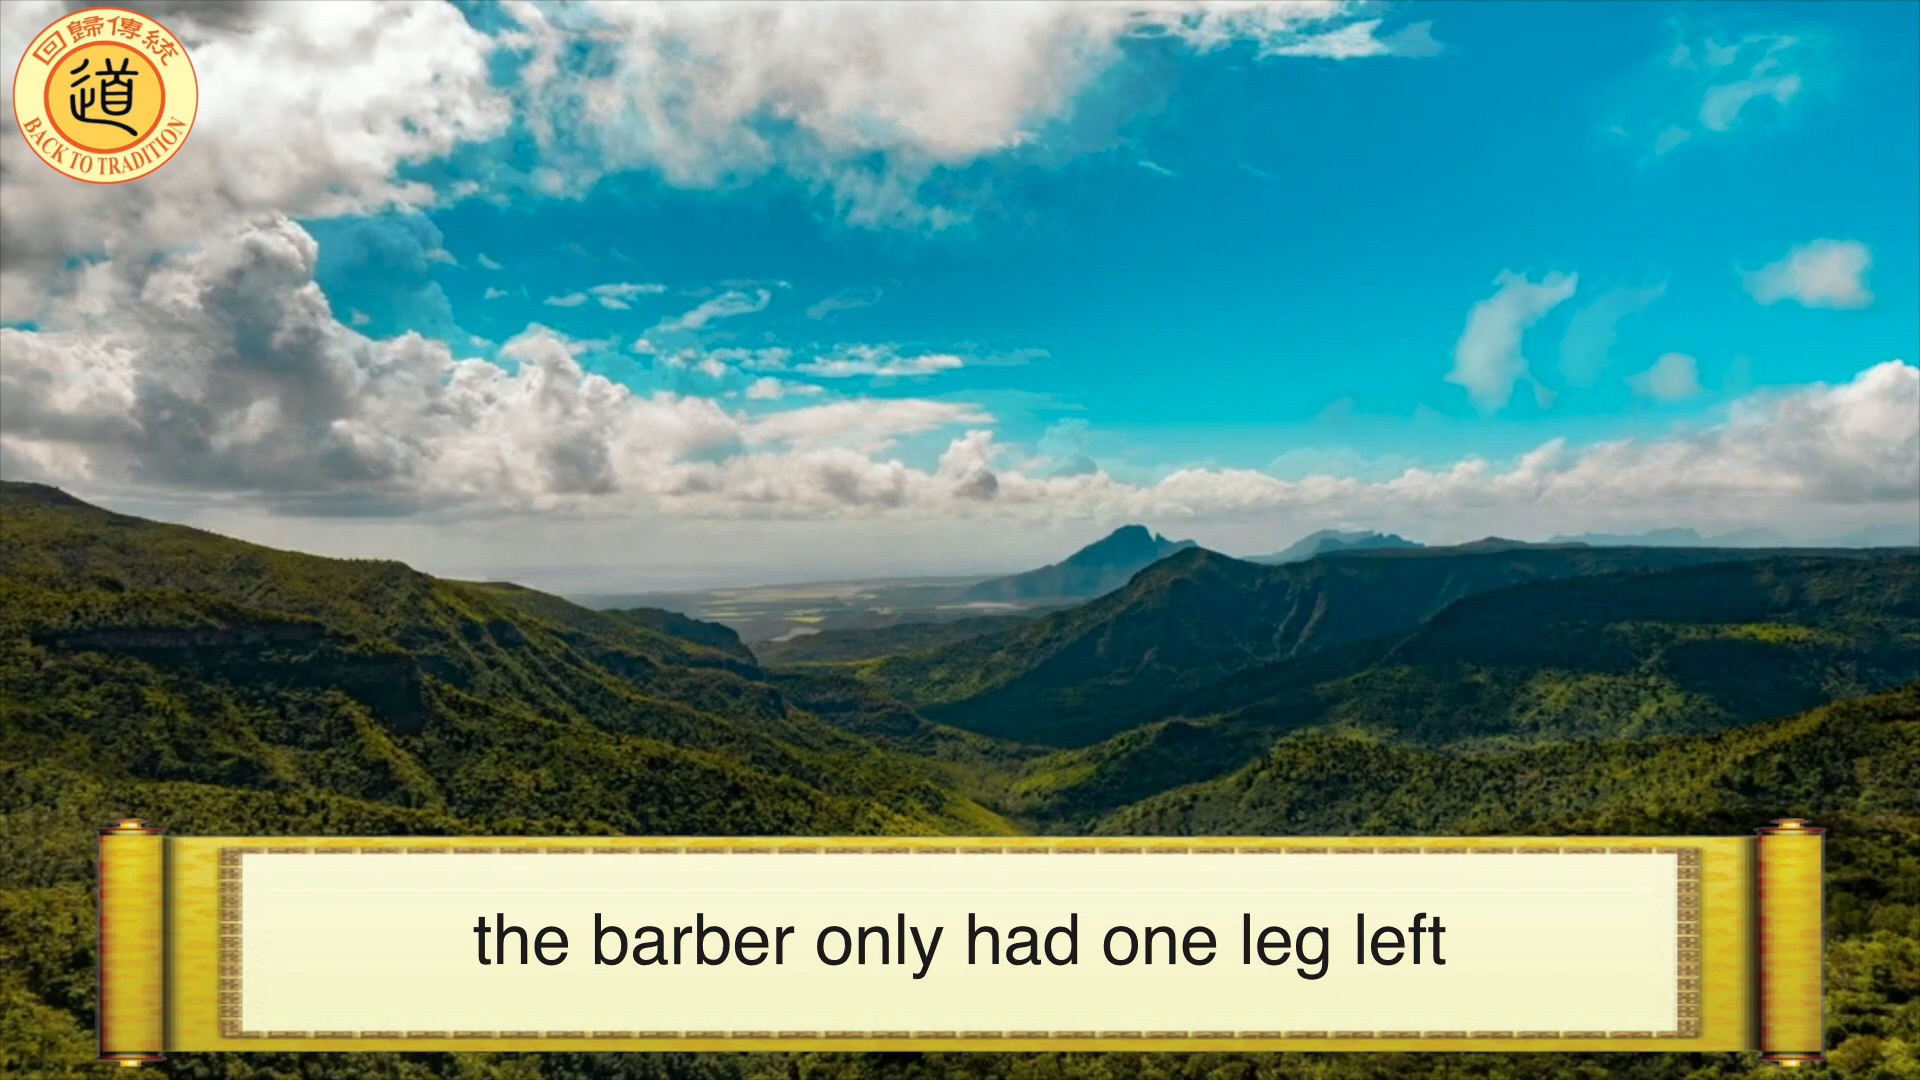 回歸傳統
道
BACK TO TRADITION
the barber only had one leg left